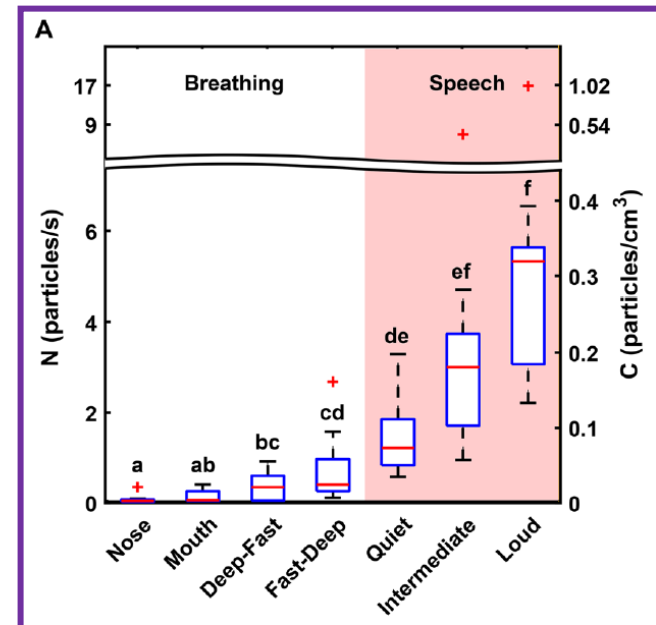 A
Breathing Speech
17 1.02
9 0.54
f
0.4
6
ef
0.3
4
de
0.2
cd
2
bc
0.1
a ab
0 0
N (particles/s)
C (particles/cm³)
Nose
Mouth
Deep-Fast
Fast-Deep
Quiet
Intermediate
Loud